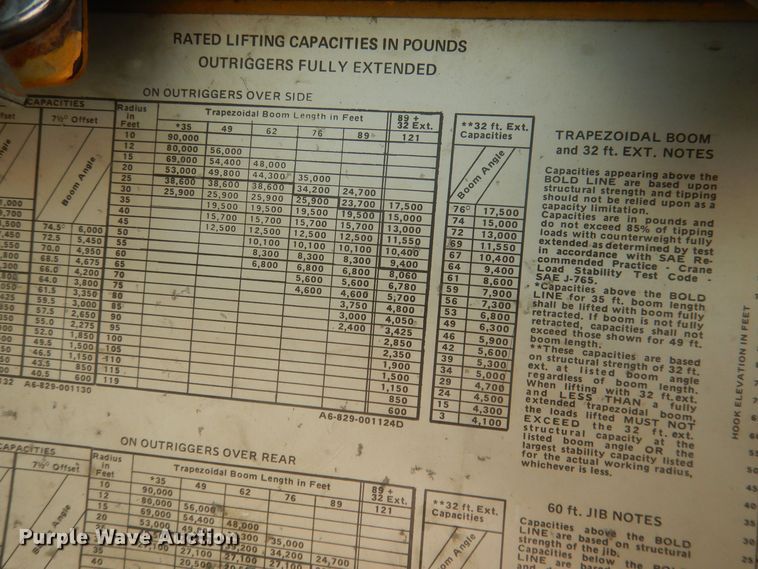 RATED LIFTING CAPACITIES IN POUNDS
OUTRIGGERS FULLY EXTENDED
ON OUTRIGGERS OVER SIDE
CAPACITIES
7½° Offset
Boom Angle
74.5° 6,000
72.5 5,450
70.0 4,950
68.5 4,675
66.0 4,200
64.0 3,800
61.5 3,350
59.5 3,000
57.5 2,650
55.0 2,275
52.0 1,850
49.5 1,500
46.5 1,150
43.5 850
40.5 600
A6-829-001130
Radius in Feet
Trapezoidal Boom Length in Feet
*35 49 62 76 89
89 + 32 Ext.
121
10 90,000
12 80,000 56,000
15 69,000 54,400 48,000
20 53,000 49,800 44,300 35,000
25 38,600 38,600 38,600 34,200 24,700
30 25,900 25,900 25,900 25,900 23,700 17,500
35 19,500 19,500 19,500 19,500 15,000
40 15,700 15,700 15,700 15,700 13,000
45 12,500 12,500 12,500 12,500 11,550
50 10,100 10,100 10,100 10,400
55 8,300 8,300 8,300 9,400
60 6,800 6,800 6,800 8,060
65 5,600 5,600 6,780
70 4,600 4,600 5,700
75 3,750 4,800
80 3,000 4,050
85 2,400 3,425
90 2,850
95 2,350
100 1,900
105 1,500
110 1,150
115 850
119 600
A6-829-001124D
**32 ft. Ext.
Capacities
Boom Angle
76° 17,500
74 15,000
72 13,000
69 11,550
67 10,400
64 9,400
61 8,600
59 7,900
56 7,300
53 6,800
49 6,300
46 5,900
42 5,600
39 5,300
34 5,000
29 4,700
24 4,500
15 4,300
3 4,100
TRAPEZOIDAL BOOM
and 32 ft. EXT. NOTES
Capacities appearing above the
BOLD LINE are based upon
structural strength and tipping
should not be relied upon as a
capacity limitation.
Capacities are in pounds and
do not exceed 85% of tipping
loads with counterweight fully
extended as determined by test
in accordance with SAE Re-
commended Practice - Crane
Load Stability Test Code -
SAE J-765.
*Capacities above the BOLD
LINE for 35 ft. boom length
shall be lifted with boom fully
retracted. If boom is not fully
retracted, capacities shall not
exceed those shown for 49 ft.
boom length.
**These capacities are based
on structural strength of 32 ft.
ext. at listed boom angle
regardless of boom length.
When lifting with 32 ft. ext.
and LESS THAN a fully
extended trapezoidal boom,
the loads lifted MUST NOT
EXCEED the 32 ft. ext.
structural capacity at the
listed boom angle OR the
largest stability capacity listed
for the actual working radius,
whichever is less.
HOOK ELEVATION IN FEET
ON OUTRIGGERS OVER REAR
CAPACITIES
7½° Offset
Boom Angle
Radius in Feet
Trapezoidal Boom Length in Feet
*35 49 62 76 89
89 + 32 Ext.
121
10 90,000
12 80,000 56,000
15 69,000 54,400 48,000
20 53,000
35,000
34,200 24,700
**32 ft. Ext.
Capacities
60 ft. JIB NOTES
Capacities above the BOLD
LINE are based on structural
strength of the jib.
Capacities below the
Purple Wave Auction